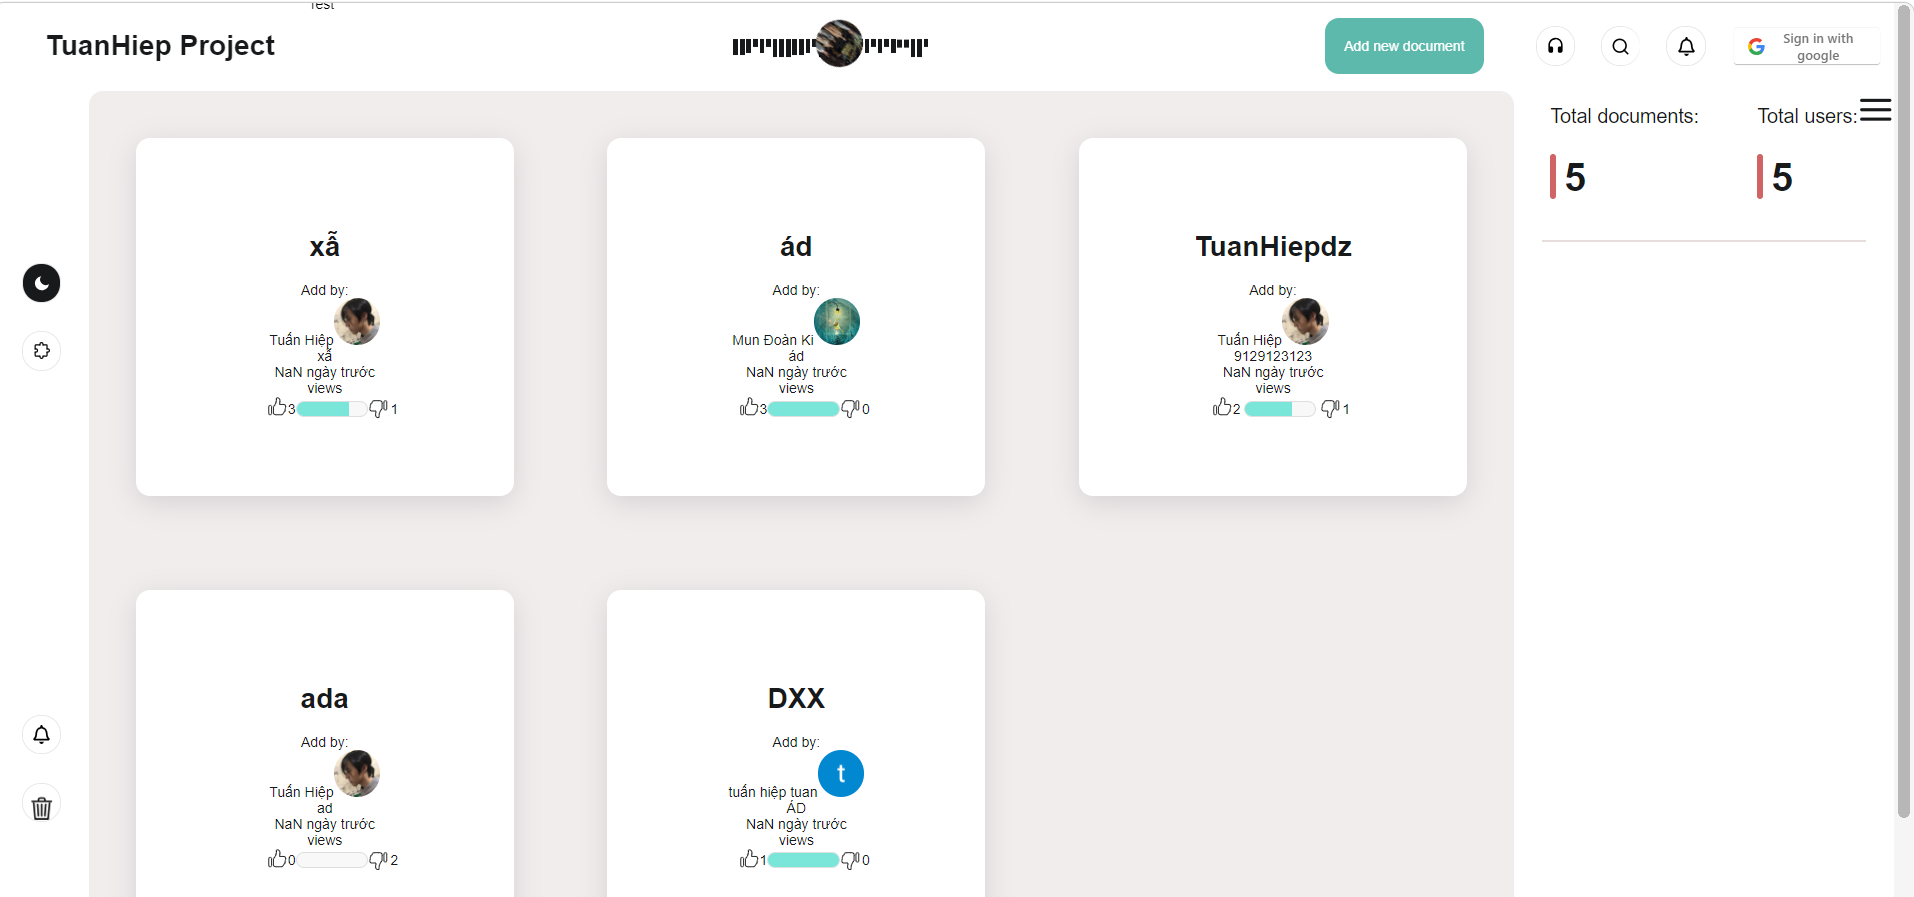 Test
TuanHiep Project
Add new document
Sign in with
google
Total documents:
5
Total users:
5
xẫ
Add by:
Tuấn Hiệp
xẫ
NaN ngày trước
views
3 1
ád
Add by:
Mun Đoàn Ki
ád
NaN ngày trước
views
3 0
TuanHiepdz
Add by:
Tuấn Hiệp
9129123123
NaN ngày trước
views
2 1
ada
Add by:
Tuấn Hiệp
ad
NaN ngày trước
views
0 2
DXX
Add by:
tuấn hiệp tuan t
ÁD
NaN ngày trước
views
1 0